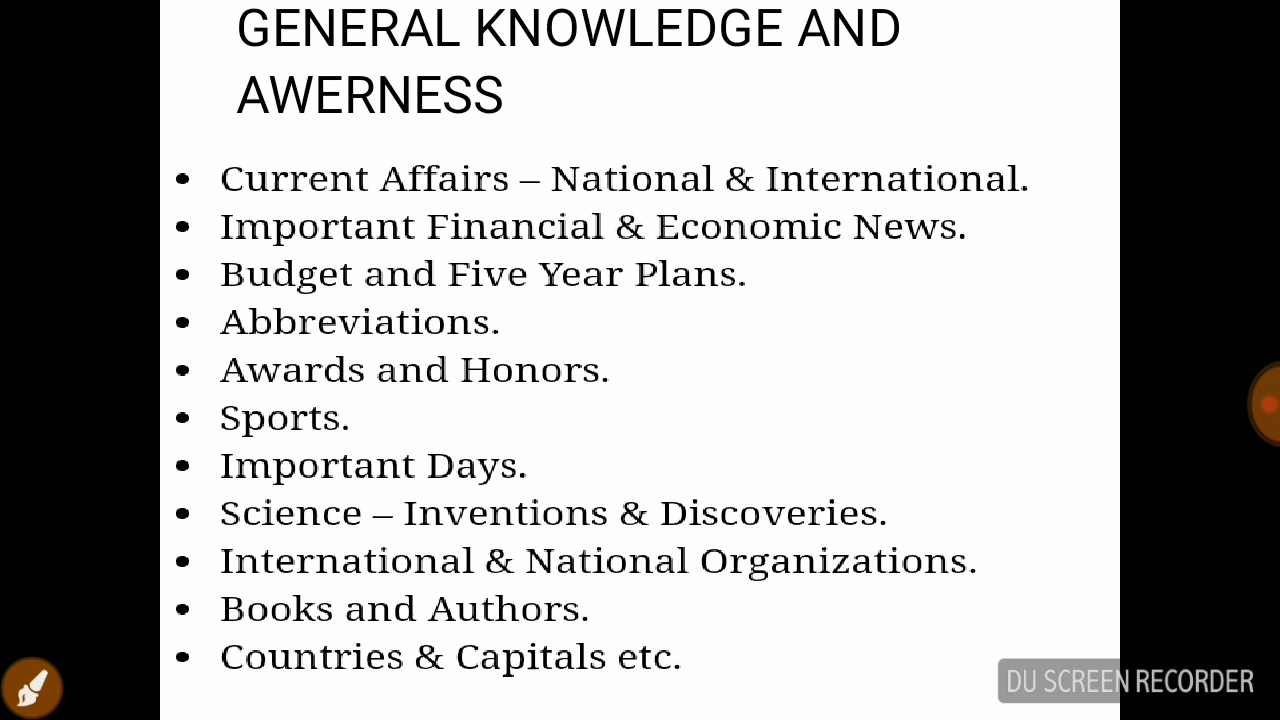 GENERAL KNOWLEDGE AND
AWERNESS
• Current Affairs – National & International.
• Important Financial & Economic News.
• Budget and Five Year Plans.
• Abbreviations.
• Awards and Honors.
• Sports.
• Important Days.
• Science – Inventions & Discoveries.
• International & National Organizations.
• Books and Authors.
• Countries & Capitals etc.
DU SCREEN RECORDER